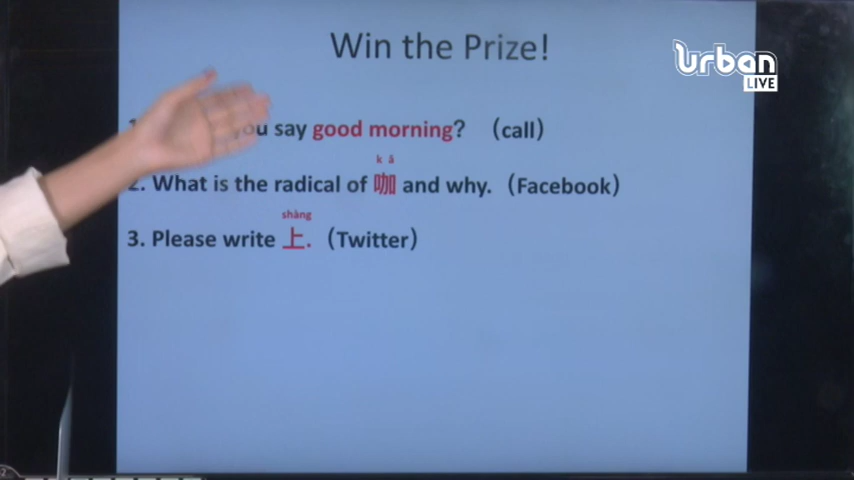 Win the Prize!
urban
LIVE
say good morning? (call)
kā
2. What is the radical of 咖 and why. (Facebook)
shàng
3. Please write 上. (Twitter)